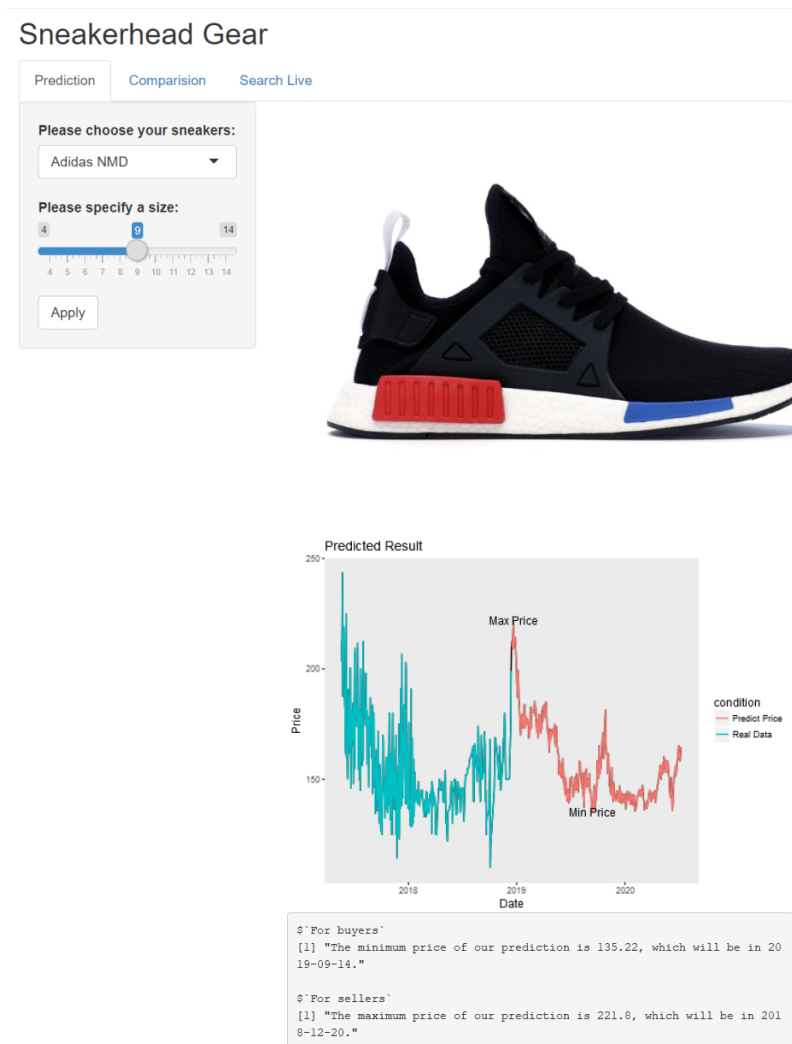 Sneakerhead Gear
Prediction Comparision Search Live
Please choose your sneakers:
Adidas NMD
Please specify a size:
4 9 14
4 5 6 7 8 9 10 11 12 13 14
Apply
Predicted Result
250
200
150
Price
Max Price
Min Price
2018 2019 2020
Date
condition
Predict Price
Real Data
$`For buyers`
[1] "The minimum price of our prediction is 135.22, which will be in 20
19-09-14."
$`For sellers`
[1] "The maximum price of our prediction is 221.8, which will be in 201
8-12-20."